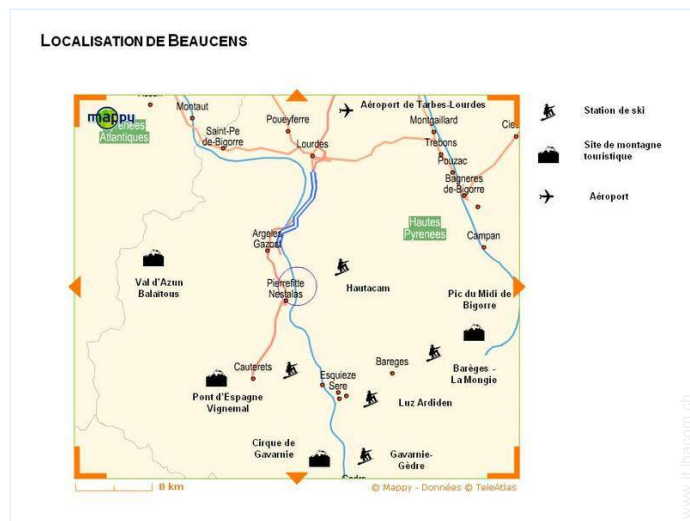 LOCALISATION DE BEAUCENS
mappy
Pyrénées
Atlantiques
Montaut
Saint-Pe
de-Bigorre
Poueyferre
Lourdes
Aéroport de Tarbes-Lourdes
Montgaillard
Trebons
Pouzac
Bagneres
de-Bigorre
Station de ski
Site de montagne
touristique
Aéroport
Argeles
Gazost
Hautes
Pyrenées
Campan
Val d'Azun
Balaïtous
Pierrefitte
Nestalas
Hautacam
Pic du Midi de
Bigorre
Cauterets
Pont d'Espagne
Vignemal
Esquieze
Sere
Bareges
Barèges -
La Mongie
Luz Ardiden
Cirque de
Gavarnie
Gavarnie-
Gèdre
8 km
© Mappy - Données © TeleAtlas